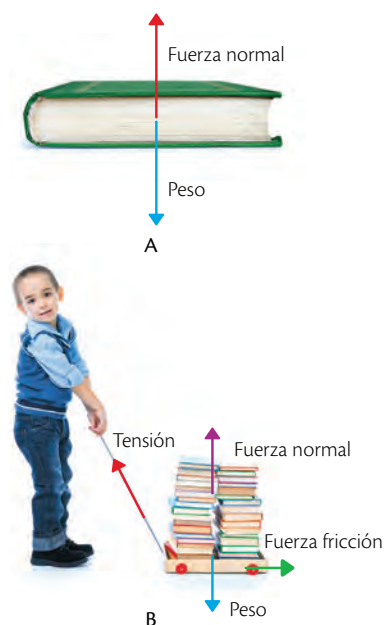 Fuerza normal
Peso
A
Tensión
Fuerza normal
Fuerza fricción
Peso
B